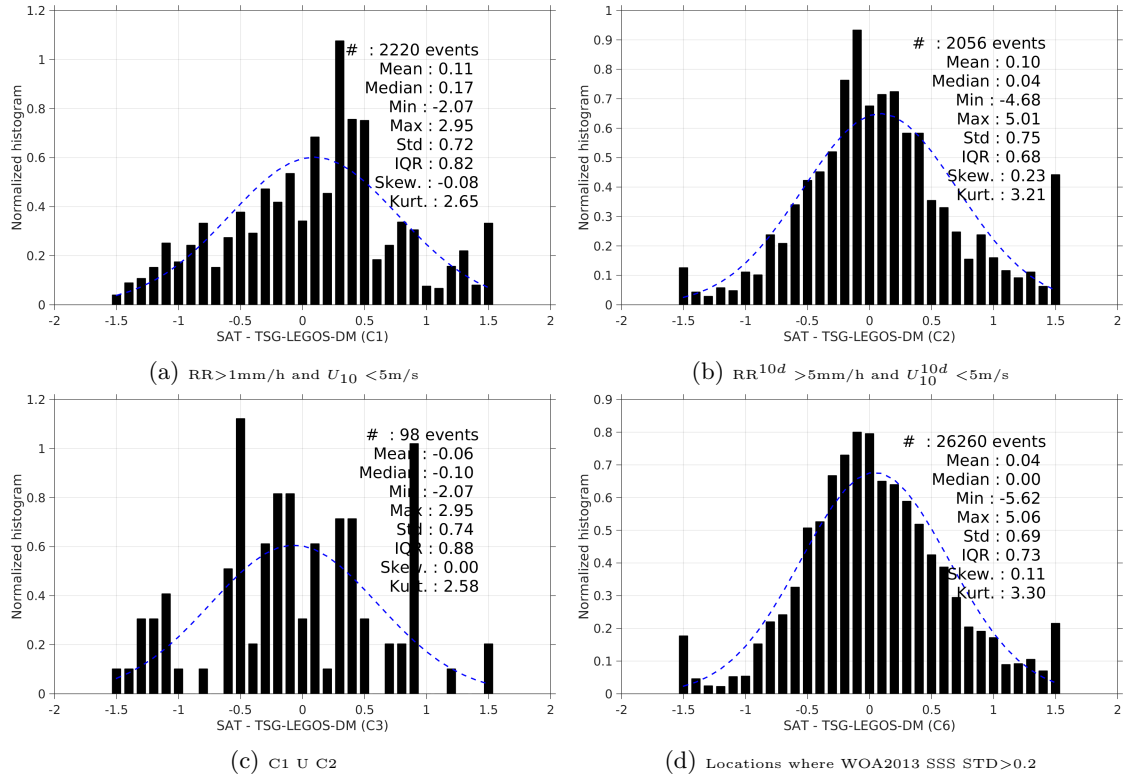 1.2
1
0.8
0.6
0.4
0.2
0
Normalized histogram
# : 2220 events
Mean : 0.11
Median : 0.17
Min : -2.07
Max : 2.95
Std : 0.72
IQR : 0.82
Skew. : -0.08
Kurt. : 2.65
-2 -1.5 -1 -0.5 0 0.5 1 1.5 2
SAT - TSG-LEGOS-DM (C1)
(a) RR>1mm/h and U10 <5m/s
1
0.9
0.8
0.7
0.6
0.5
0.4
0.3
0.2
0.1
0
Normalized histogram
# : 2056 events
Mean : 0.10
Median : 0.04
Min : -4.68
Max : 5.01
Std : 0.75
IQR : 0.68
Skew. : 0.23
Kurt. : 3.21
-2 -1.5 -1 -0.5 0 0.5 1 1.5 2
SAT - TSG-LEGOS-DM (C2)
(b) RR^10d >5mm/h and U10^10d <5m/s
1.2
1
0.8
0.6
0.4
0.2
0
Normalized histogram
# : 98 events
Mean : -0.06
Median : -0.10
Min : -2.07
Max : 2.95
Std : 0.74
IQR : 0.88
Skew. : 0.00
Kurt. : 2.58
-2 -1.5 -1 -0.5 0 0.5 1 1.5 2
SAT - TSG-LEGOS-DM (C3)
(c) C1 U C2
0.9
0.8
0.7
0.6
0.5
0.4
0.3
0.2
0.1
0
Normalized histogram
# : 26260 events
Mean : 0.04
Median : 0.00
Min : -5.62
Max : 5.06
Std : 0.69
IQR : 0.73
Skew. : 0.11
Kurt. : 3.30
-2 -1.5 -1 -0.5 0 0.5 1 1.5 2
SAT - TSG-LEGOS-DM (C6)
(d) Locations where WOA2013 SSS STD>0.2